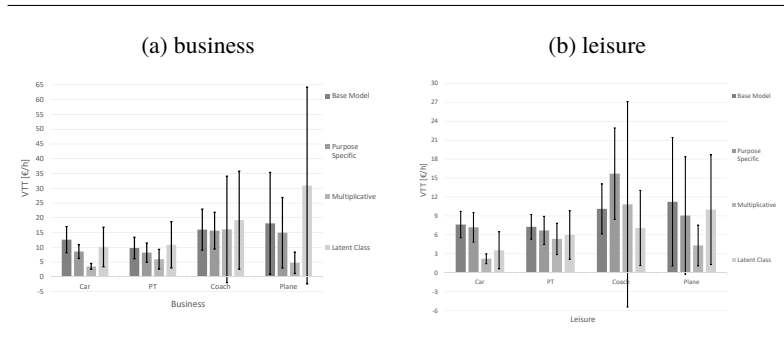 (a) business
65
60
55
50
45
40
35
30
25
20
15
10
5
0
-5
VTT [€/h]
Car
PT
Coach
Plane
Business
Base Model
Purpose
Specific
Multiplicative
Latent Class
(b) leisure
30
27
24
21
18
15
12
9
6
3
0
-3
-6
VTT [€/h]
Car
PT
Coach
Plane
Leisure
Base Model
Purpose
Specific
Multiplicative
Latent Class